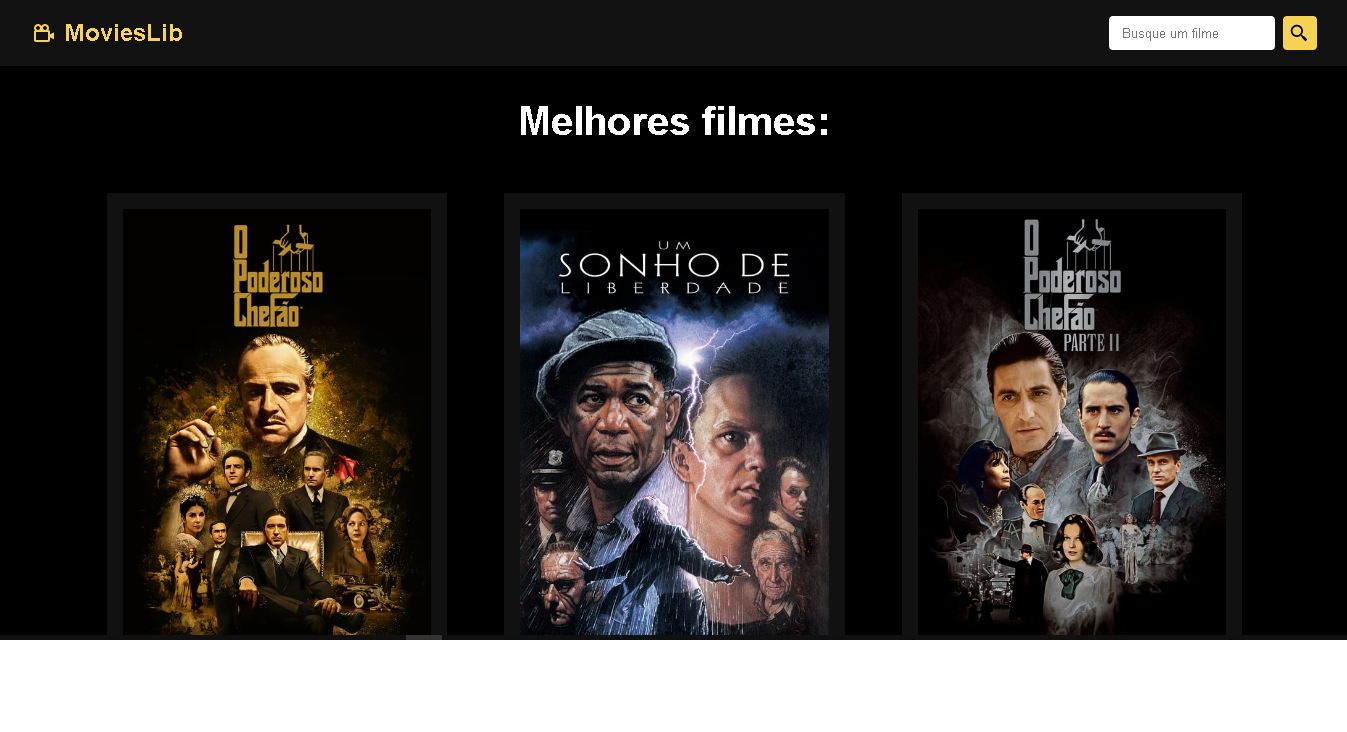 MoviesLib
Busque um filme
Melhores filmes:
O
Poderoso
Chefão
UM
SONHO DE
LIBERDADE
O
Poderoso
Chefão
PARTE II